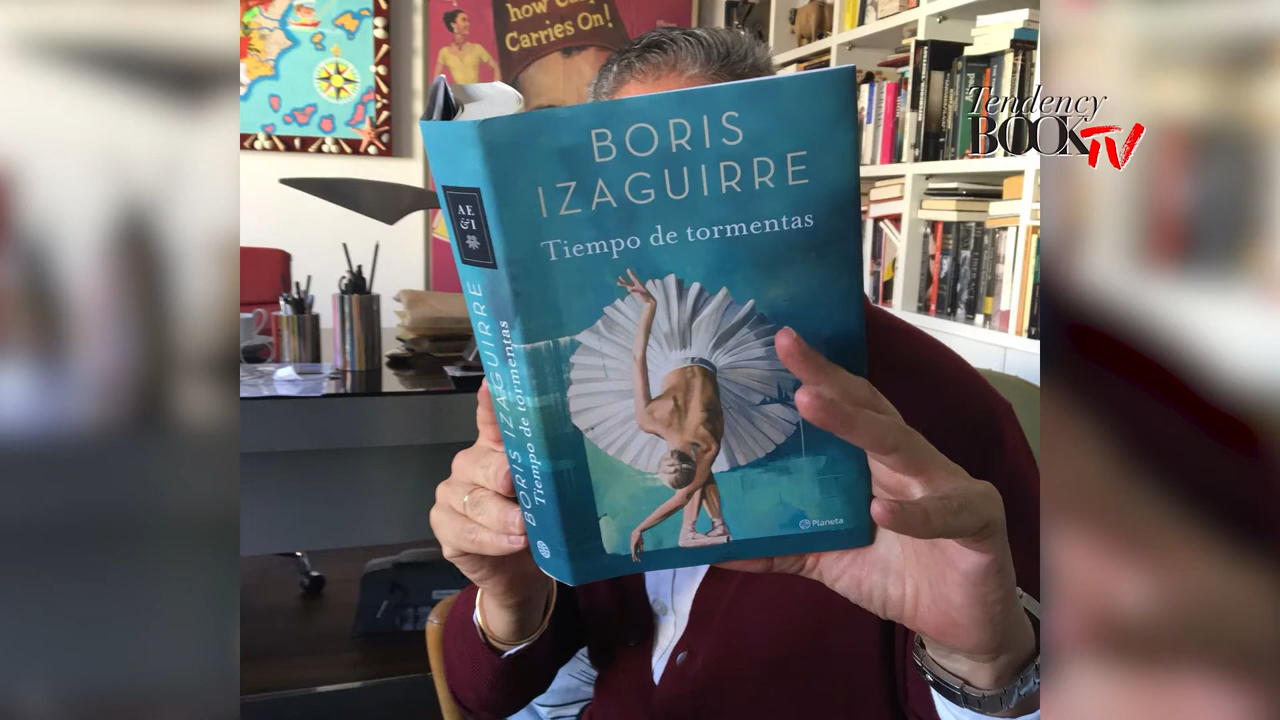 how
Carries On!
Tendency
BOOK TV
BORIS
IZAGUIRRE
Tiempo de tormentas
AE
&I
BORIS IZAGUIRRE
Tiempo de tormentas
Planeta